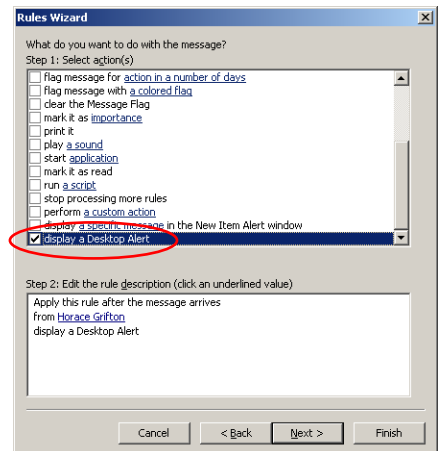 Rules Wizard
What do you want to do with the message?
Step 1: Select action(s)
flag message for action in a number of days
flag message with a colored flag
clear the Message Flag
mark it as importance
print it
play a sound
start application
mark it as read
run a script
stop processing more rules
perform a custom action
display a specific message in the New Item Alert window
display a Desktop Alert
Step 2: Edit the rule description (click an underlined value)
Apply this rule after the message arrives
from Horace Grifton
display a Desktop Alert
Cancel
< Back
Next >
Finish